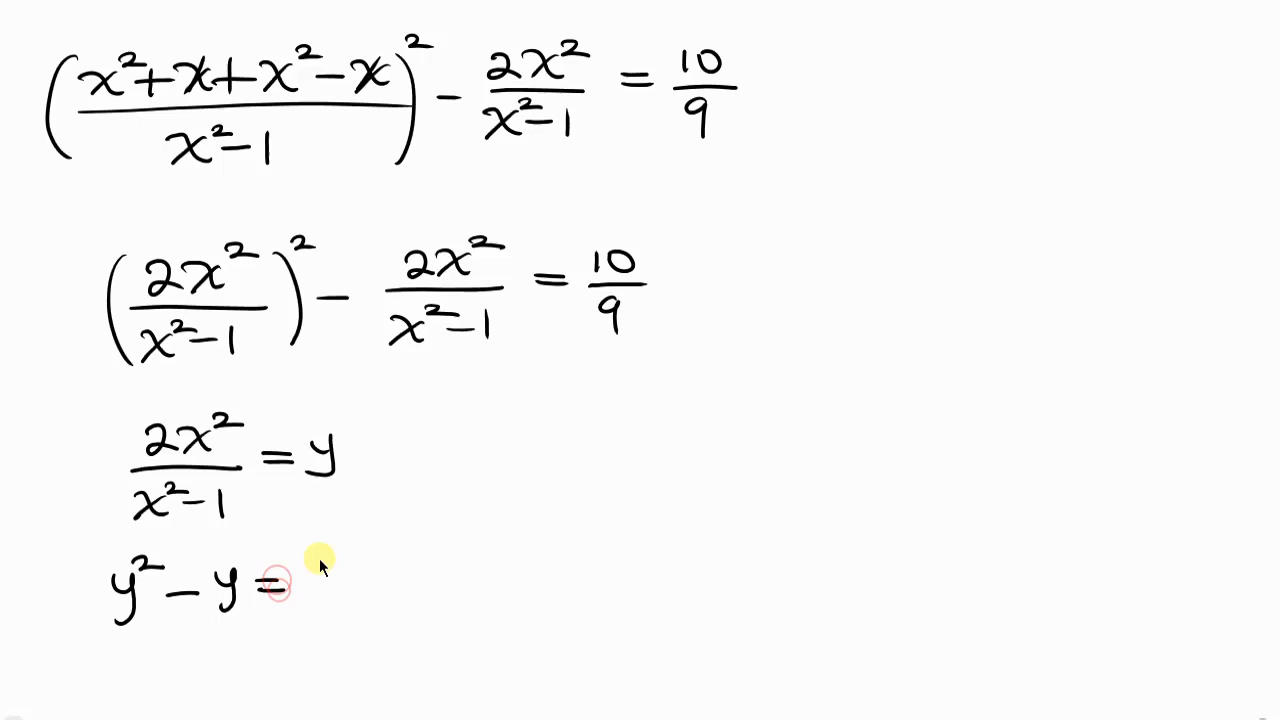 (x²+x+x²-x / x²-1)² - 2x²/x²-1 = 10/9
(2x²/x²-1)² - 2x²/x²-1 = 10/9
2x²/x²-1 = y
y² - y =